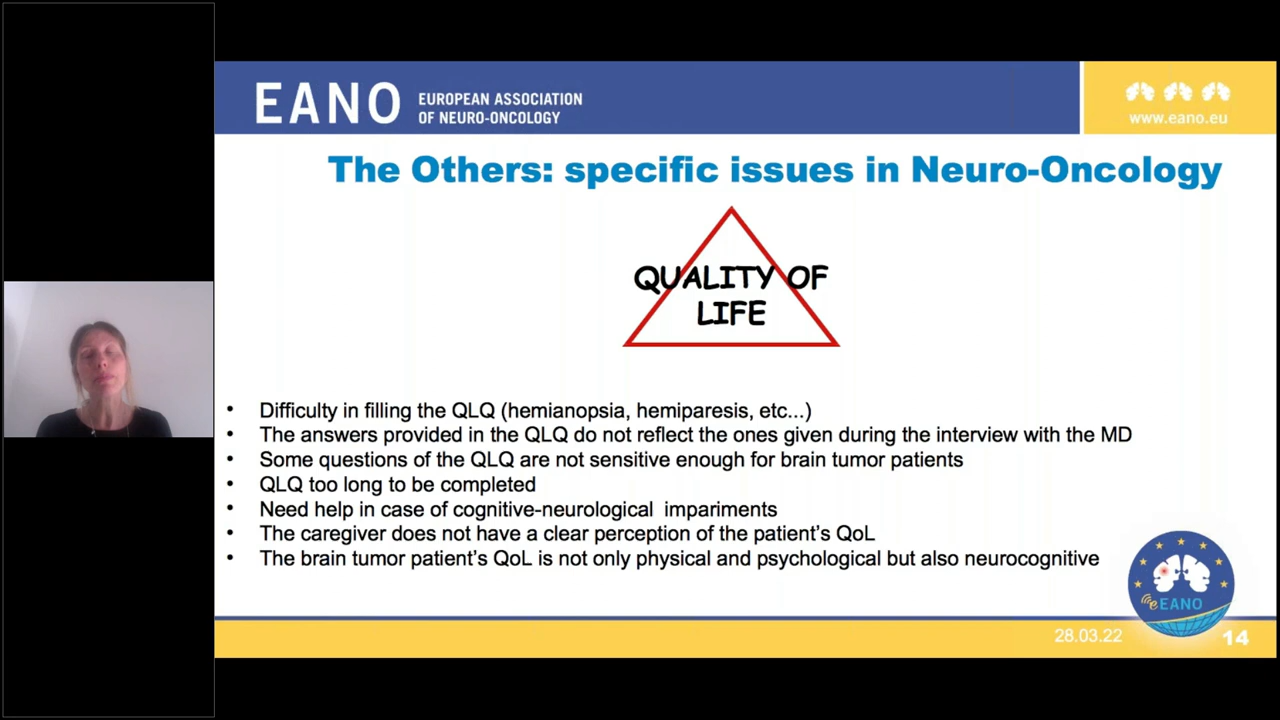 EANO
EUROPEAN ASSOCIATION
OF NEURO-ONCOLOGY
www.eano.eu
The Others: specific issues in Neuro-Oncology
QUALITY OF
LIFE
• Difficulty in filling the QLQ (hemianopsia, hemiparesis, etc...)
• The answers provided in the QLQ do not reflect the ones given during the interview with the MD
• Some questions of the QLQ are not sensitive enough for brain tumor patients
• QLQ too long to be completed
• Need help in case of cognitive-neurological impariments
• The caregiver does not have a clear perception of the patient's QoL
• The brain tumor patient's QoL is not only physical and psychological but also neurocognitive
eEANO
28.03.22
14